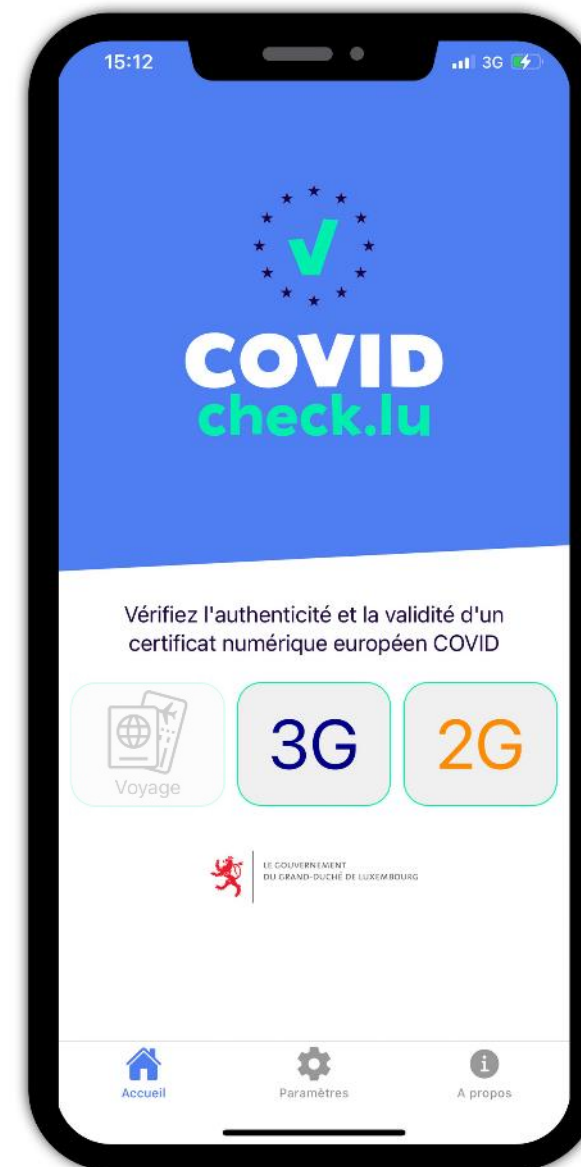 15:12
3G
COVID
check.lu
Vérifiez l'authenticité et la validité d'un
certificat numérique européen COVID
Voyage
3G
2G
LE GOUVERNEMENT
DU GRAND-DUCHÉ DE LUXEMBOURG
Accueil
Paramètres
A propos